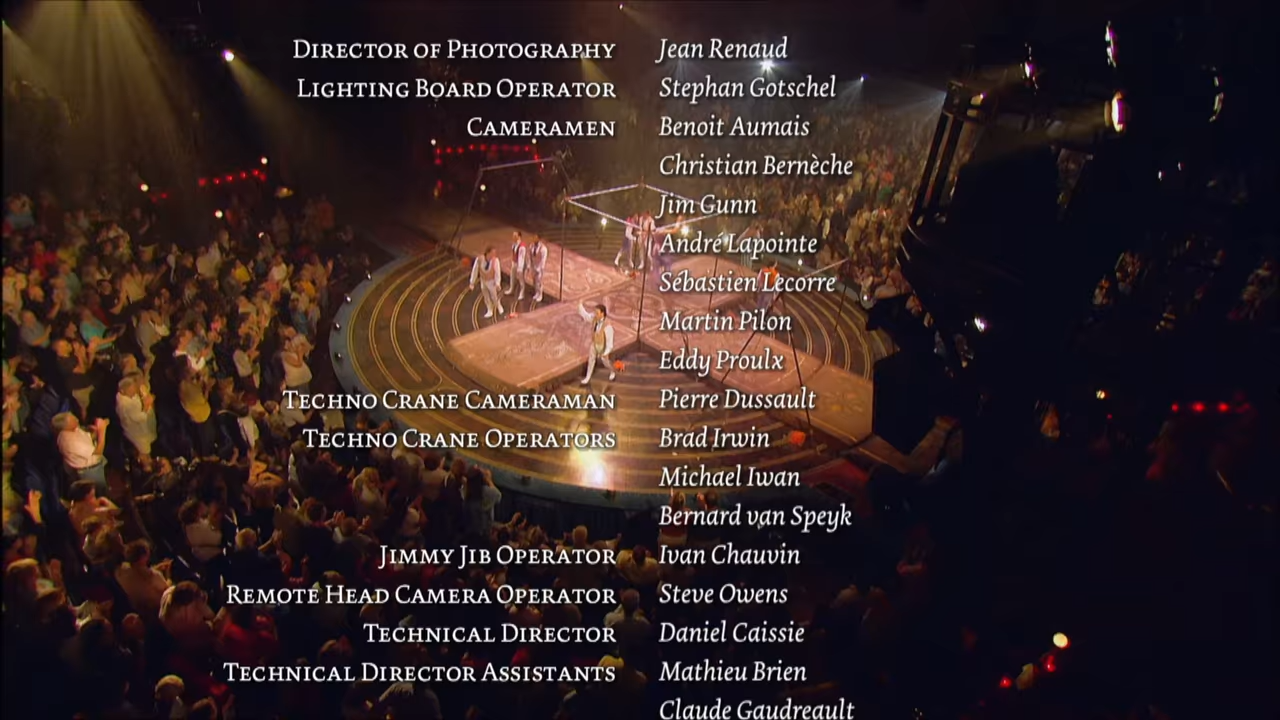 Director of Photography Jean Renaud
Lighting Board Operator Stephan Gotschel
Cameramen Benoit Aumais
Christian Bernèche
Jim Gunn
André Lapointe
Sébastien Lecorre
Martin Pilon
Eddy Proulx
Techno Crane Cameraman Pierre Dussault
Techno Crane Operators Brad Irwin
Michael Iwan
Bernard van Speyk
Jimmy Jib Operator Ivan Chauvin
Remote Head Camera Operator Steve Owens
Technical Director Daniel Caissie
Technical Director Assistants Mathieu Brien
Claude Gaudreault